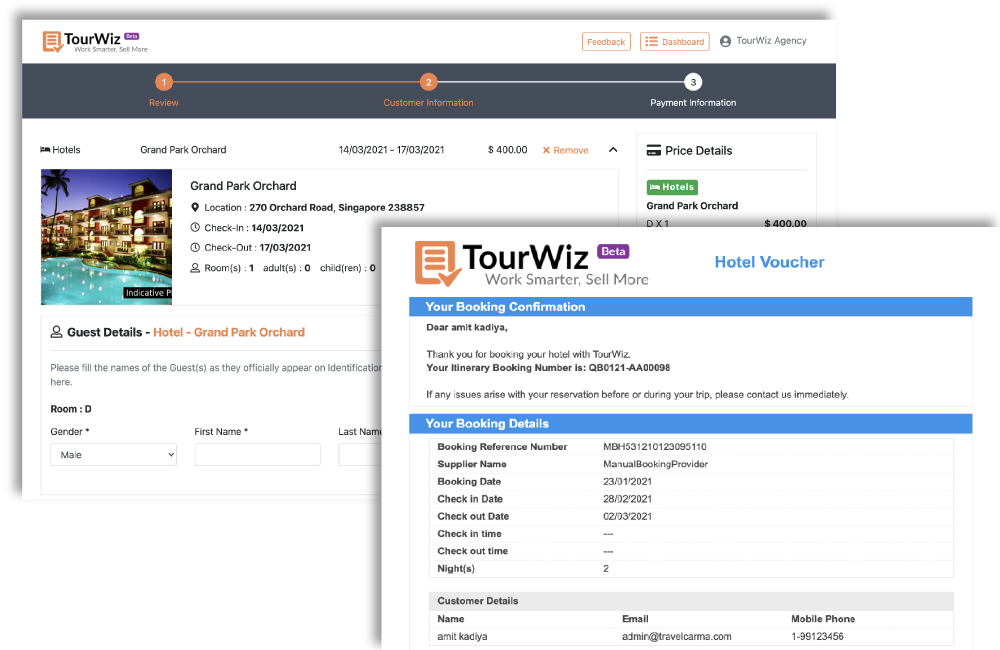 TourWiz Beta
Work Smarter, Sell More
Feedback
Dashboard
TourWiz Agency
1
2
3
Review
Customer Information
Payment Information
Hotels
Grand Park Orchard
14/03/2021 - 17/03/2021
$ 400.00
Remove
Price Details
Hotels
Grand Park Orchard
D X 1
$ 400.00
Grand Park Orchard
Location : 270 Orchard Road, Singapore 238857
Check-In : 14/03/2021
Check-Out : 17/03/2021
Room(s) : 1 adult(s) : 0 child(ren) : 0
Indicative P
Guest Details - Hotel - Grand Park Orchard
Please fill the names of the Guest(s) as they officially appear on Identification
here.
Room : D
Gender *
First Name *
Last Name
Male
TourWiz Beta
Work Smarter, Sell More
Hotel Voucher
Your Booking Confirmation
Dear amit kadiya,
Thank you for booking your hotel with TourWiz.
Your Itinerary Booking Number is: QB0121-AA00098
If any issues arise with your reservation before or during your trip, please contact us immediately.
Your Booking Details
Booking Reference Number MBH531210123095110
Supplier Name ManualBookingProvider
Booking Date 23/01/2021
Check in Date 28/02/2021
Check out Date 02/03/2021
Check in time ---
Check out time ---
Night(s) 2
Customer Details
Name Email Mobile Phone
amit kadiya admin@travelcarma.com 1-99123456